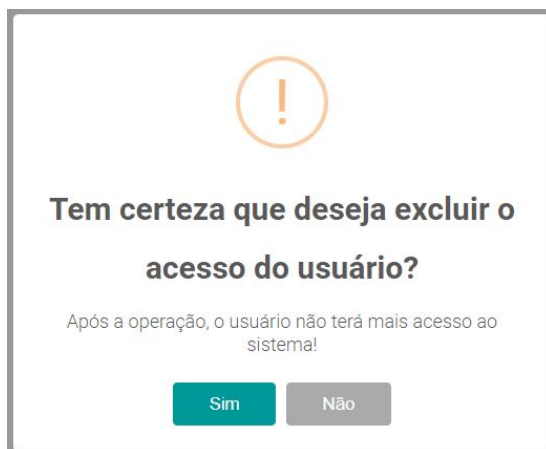 !
Tem certeza que deseja excluir o
acesso do usuário?
Após a operação, o usuário não terá mais acesso ao
sistema!
Sim
Não